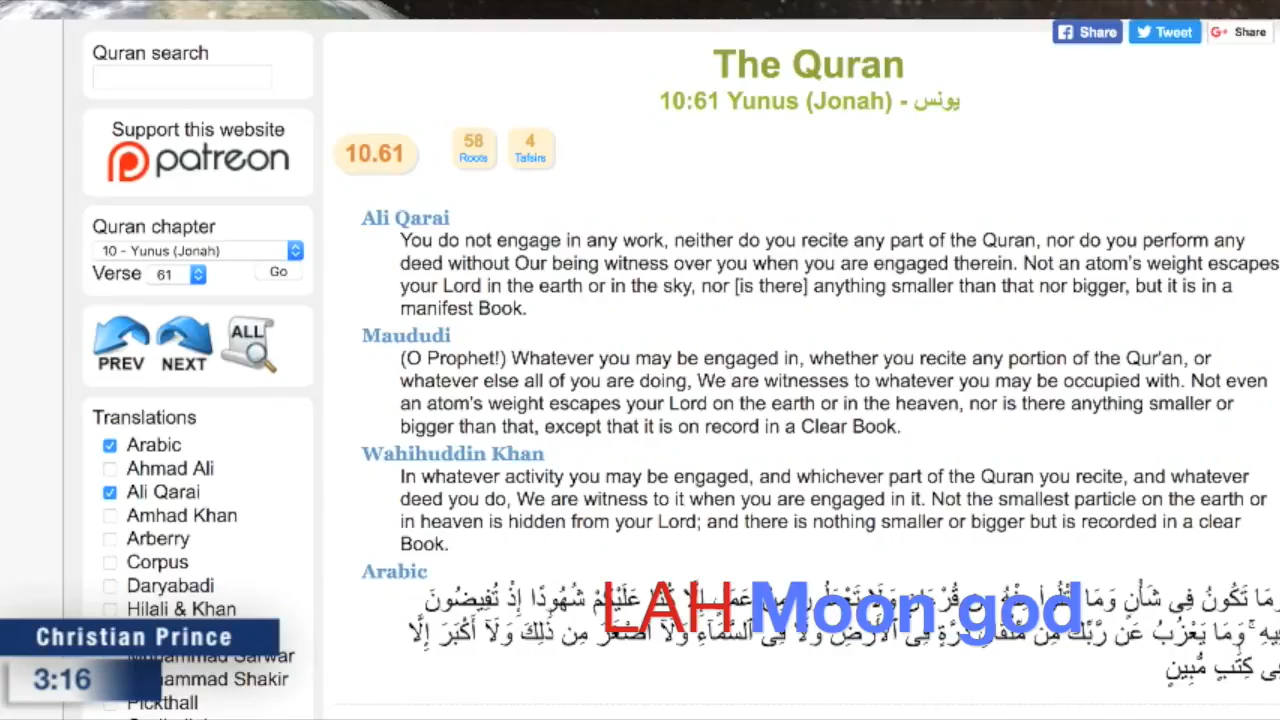 Share
Tweet
G+ Share
Quran search
The Quran
10:61 Yunus (Jonah) - يونس
Support this website
patreon
10.61
58
Roots
4
Tafsirs
Quran chapter
10 - Yunus (Jonah)
Verse 61 Go
PREV NEXT ALL
Ali Qarai
You do not engage in any work, neither do you recite any part of the Quran, nor do you perform any
deed without Our being witness over you when you are engaged therein. Not an atom's weight escapes
your Lord in the earth or in the sky, nor [is there] anything smaller than that nor bigger, but it is in a
manifest Book.
Maududi
(O Prophet!) Whatever you may be engaged in, whether you recite any portion of the Qur'an, or
whatever else all of you are doing, We are witnesses to whatever you may be occupied with. Not even
an atom's weight escapes your Lord on the earth or in the heaven, nor is there anything smaller or
bigger than that, except that it is on record in a Clear Book.
Wahihuddin Khan
In whatever activity you may be engaged, and whichever part of the Quran you recite, and whatever
deed you do, We are witness to it when you are engaged in it. Not the smallest particle on the earth or
in heaven is hidden from your Lord; and there is nothing smaller or bigger but is recorded in a clear
Book.
Arabic
تَكُونُ فِى شَأْنٍ وَمَا عَلَيْكُمْ شُهُودًا إِذْ تُفِيضُونَ
وَمَا يَعْزُبُ عَن رَّبِّكَ مِن وَلَآ أَصْغَرَ مِن ذَٰلِكَ وَلَآ أَكْبَرَ إِلَّا
كِتَٰبٍ مُّبِينٍ
LAH Moon god
Translations
Arabic
Ahmad Ali
Ali Qarai
Amhad Khan
Arberry
Corpus
Daryabadi
Hilali & Khan
Christian Prince
Sarwar
3:16
Shakir
Pickthall